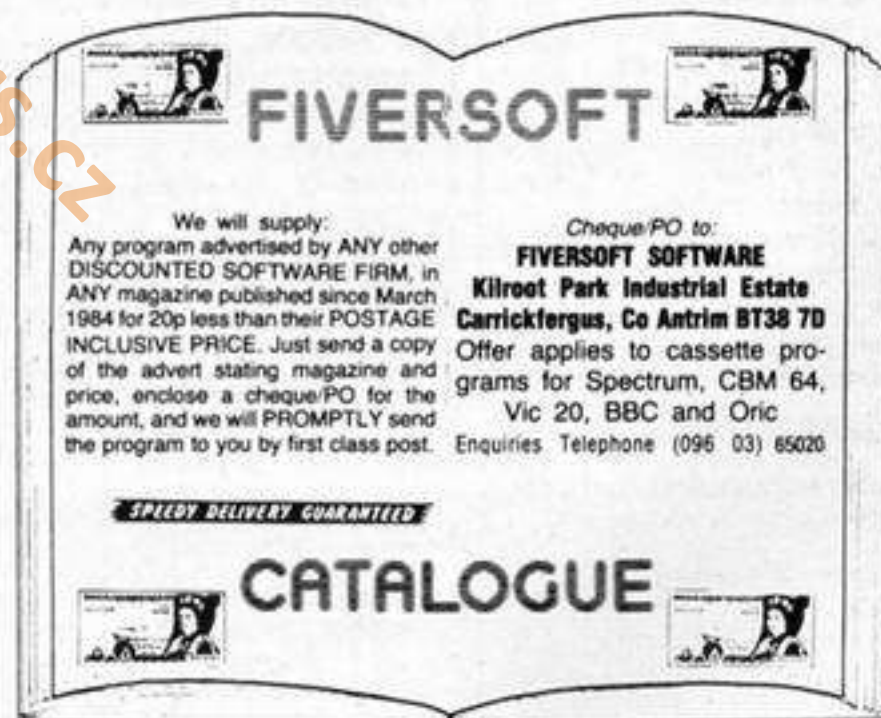 FIVERSOFT
We will supply:
Any program advertised by ANY other
DISCOUNTED SOFTWARE FIRM, in
ANY magazine published since March
1984 for 20p less than their POSTAGE
INCLUSIVE PRICE. Just send a copy
of the advert stating magazine and
price, enclose a cheque/PO for the
amount, and we will PROMPTLY send
the program to you by first class post.
SPEEDY DELIVERY GUARANTEED
Cheque/PO to:
FIVERSOFT SOFTWARE
Kilroot Park Industrial Estate
Carrickfergus, Co Antrim BT38 7D
Offer applies to cassette pro-
grams for Spectrum, CBM 64,
Vic 20, BBC and Oric
Enquiries Telephone (096 03) 65020
CATALOGUE
s.cz